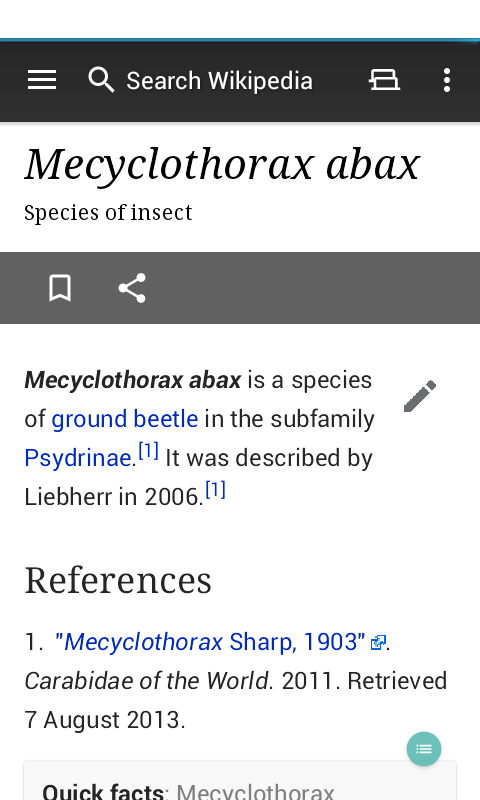 Search Wikipedia
Mecyclothorax abax
Species of insect
Mecyclothorax abax is a species
of ground beetle in the subfamily
Psydrinae.[1] It was described by
Liebherr in 2006.[1]
References
1. "Mecyclothorax Sharp, 1903".
Carabidae of the World. 2011. Retrieved
7 August 2013.
Quick facts: Mecyclothorax